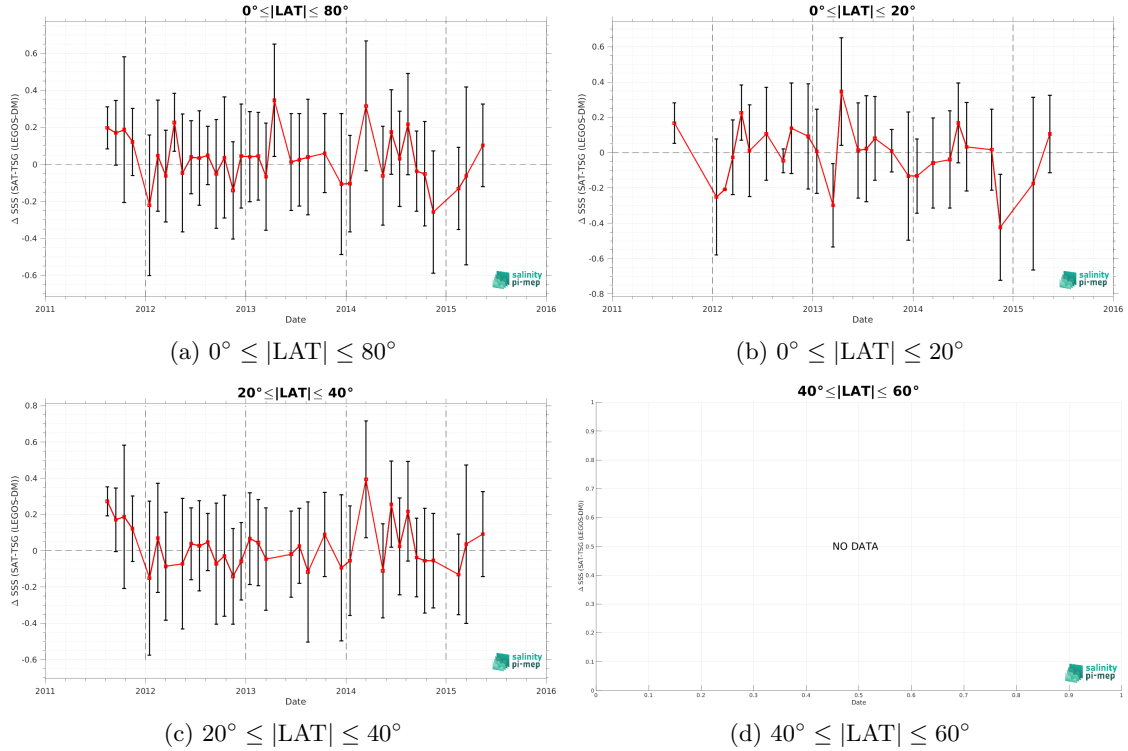 0°≤|LAT|≤ 80°
Δ SSS (SAT-TSG (LEGOS-DM))
0.6
0.4
0.2
0
-0.2
-0.4
-0.6
2011 2012 2013 2014 2015 2016
Date
salinity
pi-mep
(a) 0° ≤ |LAT| ≤ 80°
0°≤|LAT|≤ 20°
Δ SSS (SAT-TSG (LEGOS-DM))
0.6
0.4
0.2
0
-0.2
-0.4
-0.6
-0.8
2011 2012 2013 2014 2015 2016
Date
salinity
pi-mep
(b) 0° ≤ |LAT| ≤ 20°
20°≤|LAT|≤ 40°
Δ SSS (SAT-TSG (LEGOS-DM))
0.8
0.6
0.4
0.2
0
-0.2
-0.4
-0.6
2011 2012 2013 2014 2015 2016
Date
salinity
pi-mep
(c) 20° ≤ |LAT| ≤ 40°
40°≤|LAT|≤ 60°
Δ SSS (SAT-TSG (LEGOS-DM))
1
0.9
0.8
0.7
0.6
0.5
0.4
0.3
0.2
0.1
0
NO DATA
0 0.1 0.2 0.3 0.4 0.5 0.6 0.7 0.8 0.9 1
Date
salinity
pi-mep
(d) 40° ≤ |LAT| ≤ 60°